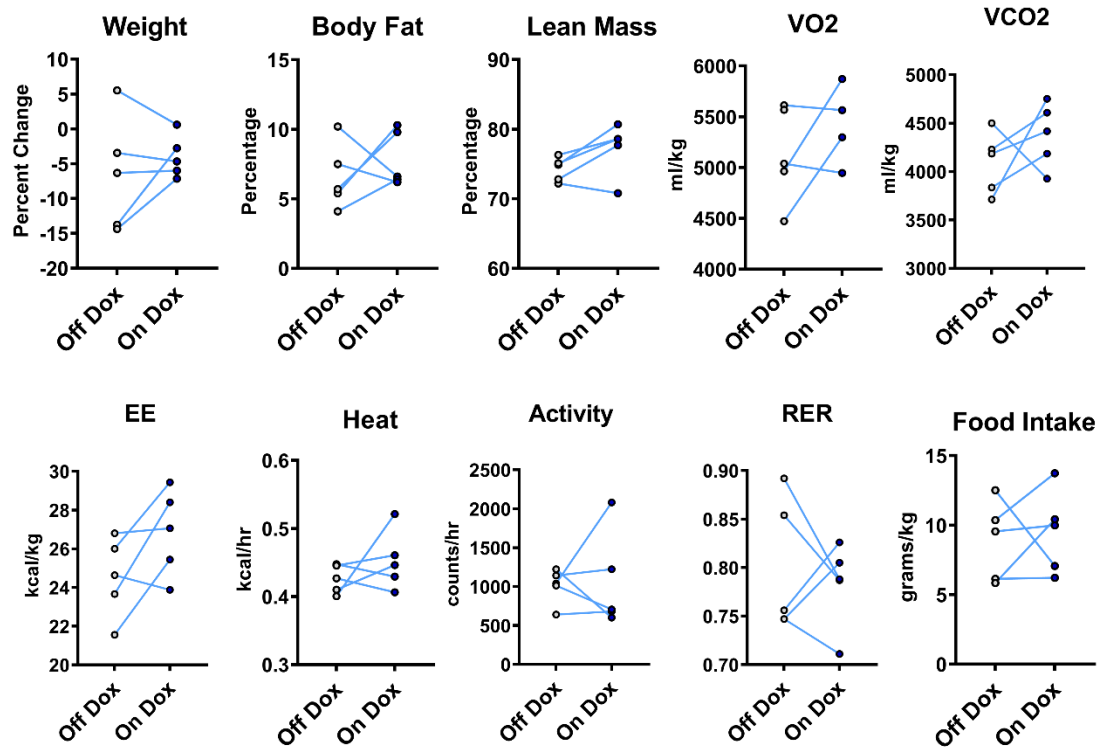 Weight
Percent Change
10
5
0
-5
-10
-15
-20
Off Dox
On Dox
Body Fat
Percentage
15
10
5
0
Off Dox
On Dox
Lean Mass
Percentage
90
80
70
60
Off Dox
On Dox
VO2
ml/kg
6000
5500
5000
4500
4000
Off Dox
On Dox
VCO2
ml/kg
5000
4500
4000
3500
3000
Off Dox
On Dox
EE
kcal/kg
30
28
26
24
22
20
Off Dox
On Dox
Heat
kcal/hr
0.6
0.5
0.4
0.3
Off Dox
On Dox
Activity
counts/hr
2500
2000
1500
1000
500
0
Off Dox
On Dox
RER
0.90
0.85
0.80
0.75
0.70
Off Dox
On Dox
Food Intake
grams/kg
15
10
5
0
Off Dox
On Dox